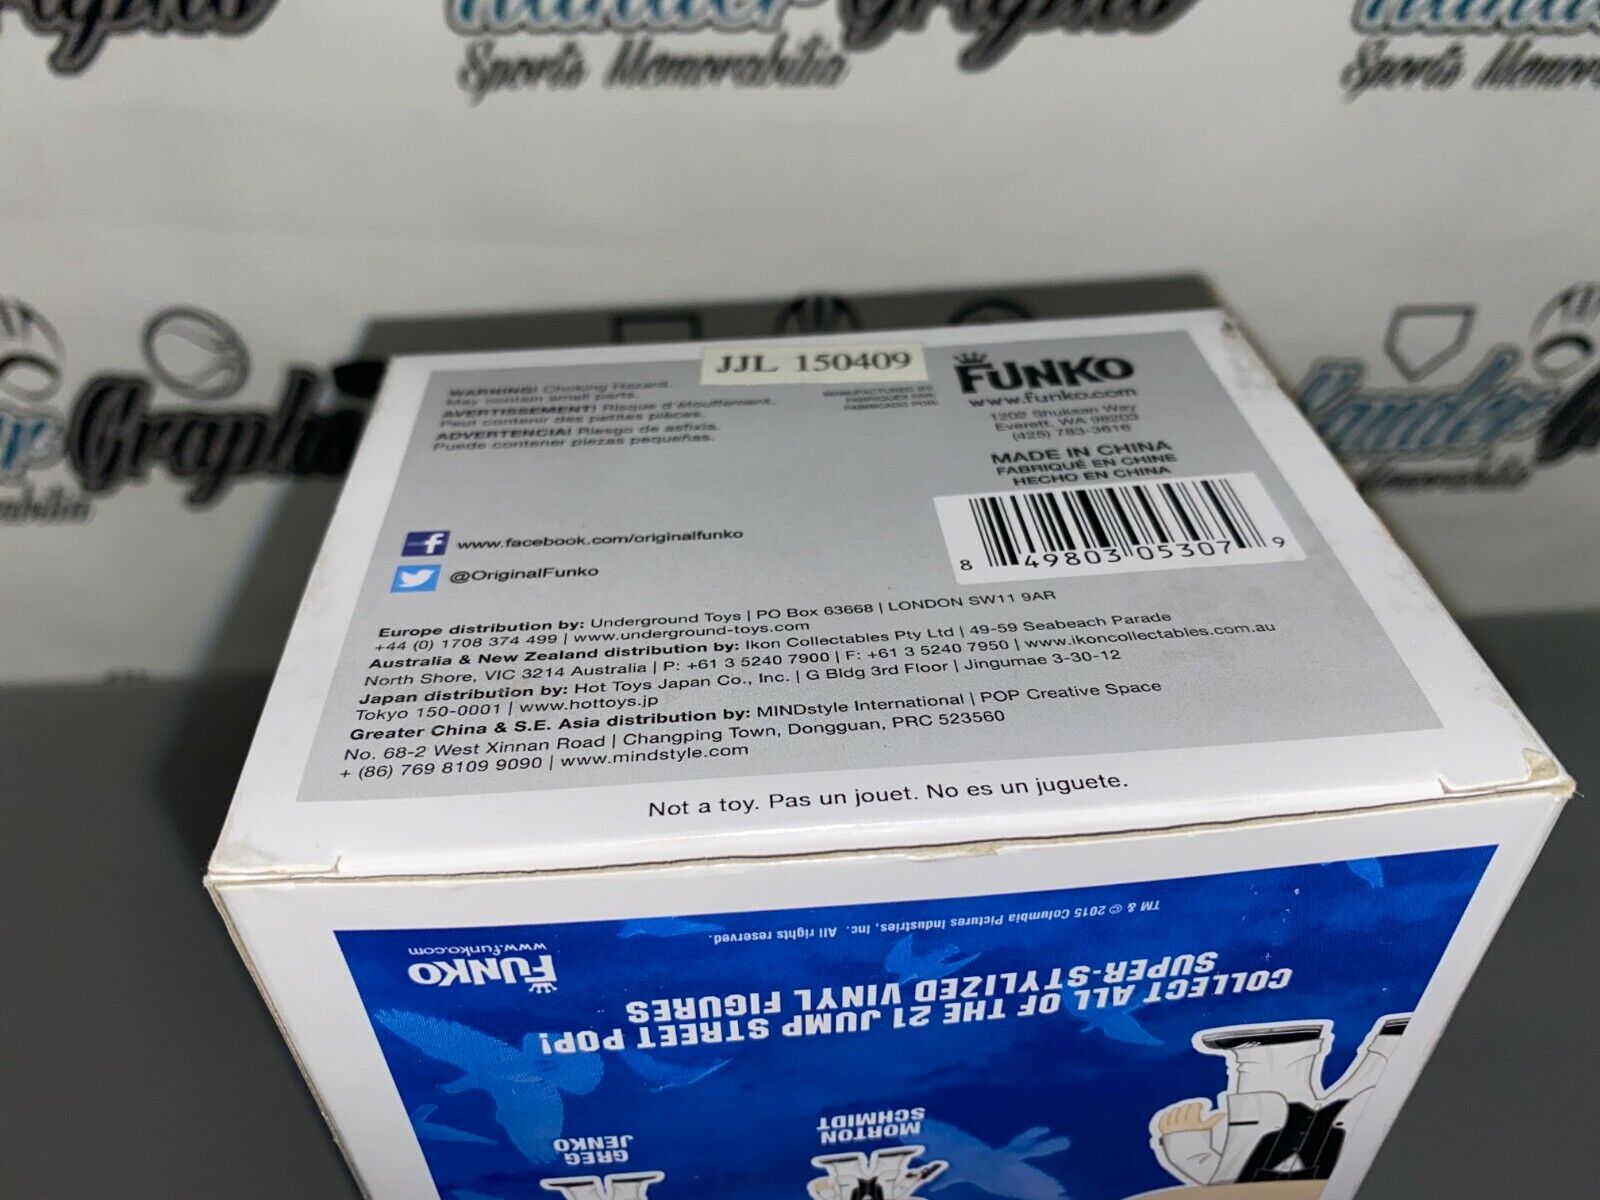 Hander Graphs
Sports Memorabilia
JJL 150409
WARNING! Choking Hazard.
May contain small parts.
AVERTISSEMENT! Risque d'étouffement.
Peut contenir des petites pièces.
ADVERTENCIA! Riesgo de asfixia.
Puede contener piezas pequeñas.
MANUFACTURED BY
FABRIQUÉE PAR
FABRICADO POR
FUNKO
www.funko.com
1202 Shuksan Way
Everett, WA 98203
(425) 783-3616
MADE IN CHINA
FABRIQUÉ EN CHINE
HECHO EN CHINA
8 49803 05307 9
www.facebook.com/originalfunko
@OriginalFunko
Europe distribution by: Underground Toys | PO Box 63668 | LONDON SW11 9AR
+44 (0) 1708 374 499 | www.underground-toys.com
Australia & New Zealand distribution by: Ikon Collectables Pty Ltd | 49-59 Seabeach Parade
North Shore, VIC 3214 Australia | P: +61 3 5240 7900 | F: +61 3 5240 7950 | www.ikoncollectables.com.au
Japan distribution by: Hot Toys Japan Co., Inc. | G Bldg 3rd Floor | Jingumae 3-30-12
Tokyo 150-0001 | www.hottoys.jp
Greater China & S.E. Asia distribution by: MINDstyle International | POP Creative Space
No. 68-2 West Xinnan Road | Changping Town, Dongguan, PRC 523560
+ (86) 769 8109 9090 | www.mindstyle.com
Not a toy. Pas un jouet. No es un juguete.
TM & © 2015 Columbia Pictures Industries, Inc. All rights reserved.
FUNKO
www.funko.com
COLLECT ALL OF THE 21 JUMP STREET POP!
SUPER-STYLIZED VINYL FIGURES
MORTON
SCHMIDT
GREG
JENKO